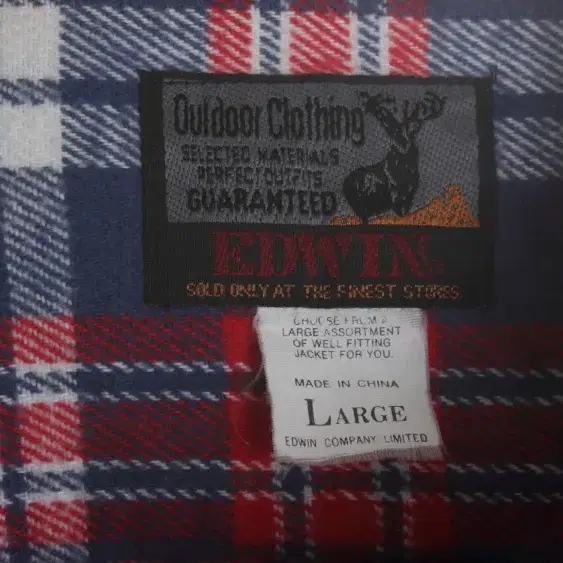 Outdoor Clothing
SELECTED MATERIALS
PERFECT OUTFITS
GUARANTEED
EDWIN
SOLD ONLY AT THE FINEST STORES
CHOOSE FROM A
LARGE ASSORTMENT
OF WELL FITTING
JACKET FOR YOU.
MADE IN CHINA
LARGE
EDWIN COMPANY LIMITED